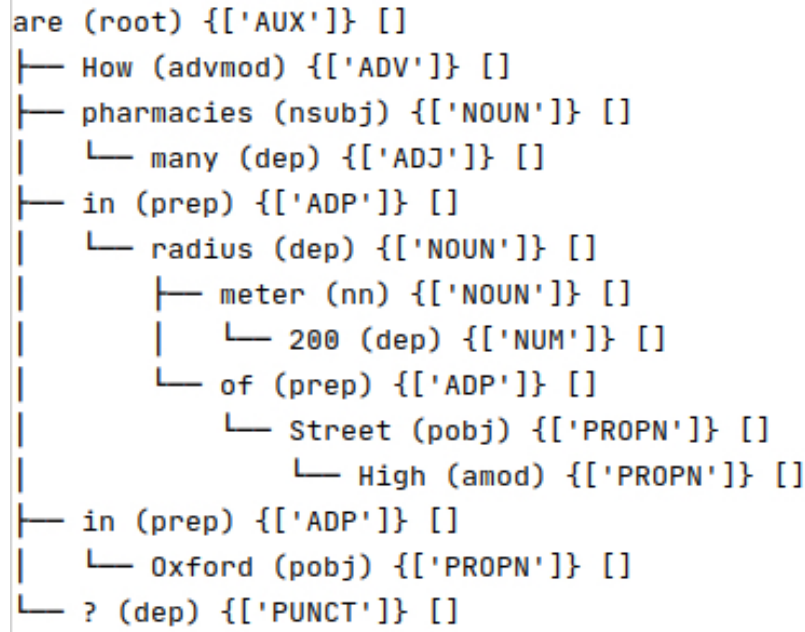 are (root) {['AUX']} []
├── How (advmod) {['ADV']} []
├── pharmacies (nsubj) {['NOUN']} []
│   └── many (dep) {['ADJ']} []
├── in (prep) {['ADP']} []
│   └── radius (dep) {['NOUN']} []
│       ├── meter (nn) {['NOUN']} []
│       │   └── 200 (dep) {['NUM']} []
│       └── of (prep) {['ADP']} []
│           └── Street (pobj) {['PROPN']} []
│               └── High (amod) {['PROPN']} []
├── in (prep) {['ADP']} []
│   └── Oxford (pobj) {['PROPN']} []
└── ? (dep) {['PUNCT']} []